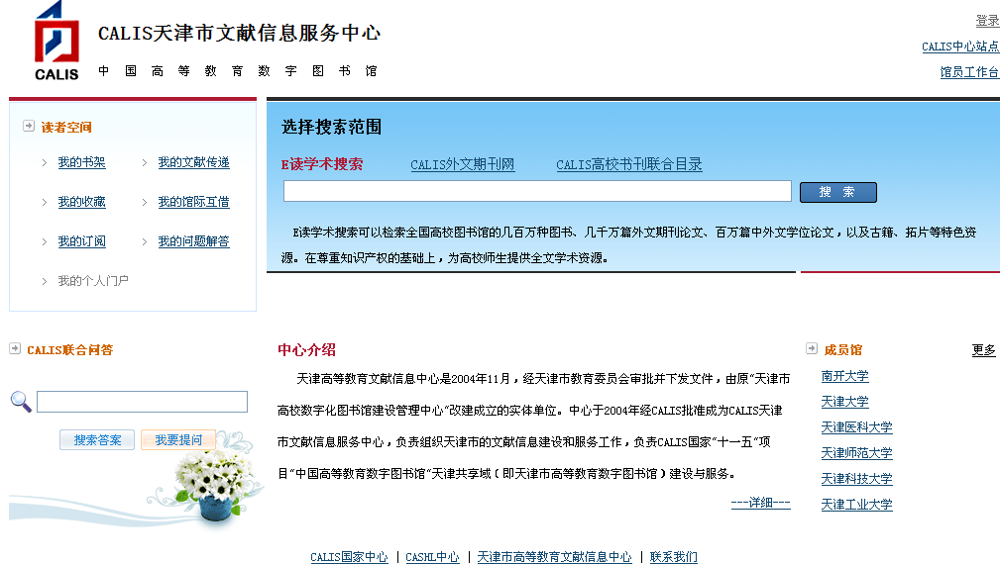 CALIS
CALIS天津市文献信息服务中心
中国高等教育数字图书馆
登录
CALIS中心站点
馆员工作台
读者空间
我的书架 我的文献传递
我的收藏 我的馆际互借
我的订阅 我的问题解答
我的个人门户
选择搜索范围
E读学术搜索 CALIS外文期刊网 CALIS高校书刊联合目录
搜 索
E读学术搜索可以检索全国高校图书馆的几百万种图书、几千万篇外文期刊论文、百万篇中外文学位论文，以及古籍、拓片等特色资
源。在尊重知识产权的基础上，为高校师生提供全文学术资源。
CALIS联合问答
搜索答案 我要提问
中心介绍
天津高等教育文献信息中心是2004年11月，经天津市教育委员会审批并下发文件，由原“天津市
高校数字化图书馆建设管理中心”改建成立的实体单位。中心于2004年经CALIS批准成为CALIS天津
市文献信息服务中心，负责组织天津市的文献信息建设和服务工作，负责CALIS国家“十一五”项
目“中国高等教育数字图书馆”天津共享域（即天津市高等教育数字图书馆）建设与服务。
---详细---
成员馆 更多
南开大学
天津大学
天津医科大学
天津师范大学
天津科技大学
天津工业大学
CALIS国家中心 | CASHL中心 | 天津市高等教育文献信息中心 | 联系我们